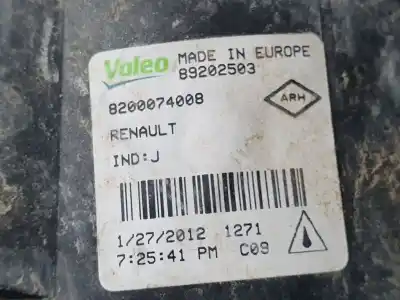 Valeo MADE IN EUROPE
89202503
8200074008
ARH
RENAULT
IND:J
1/27/2012 1271
7:25:41 PM C09